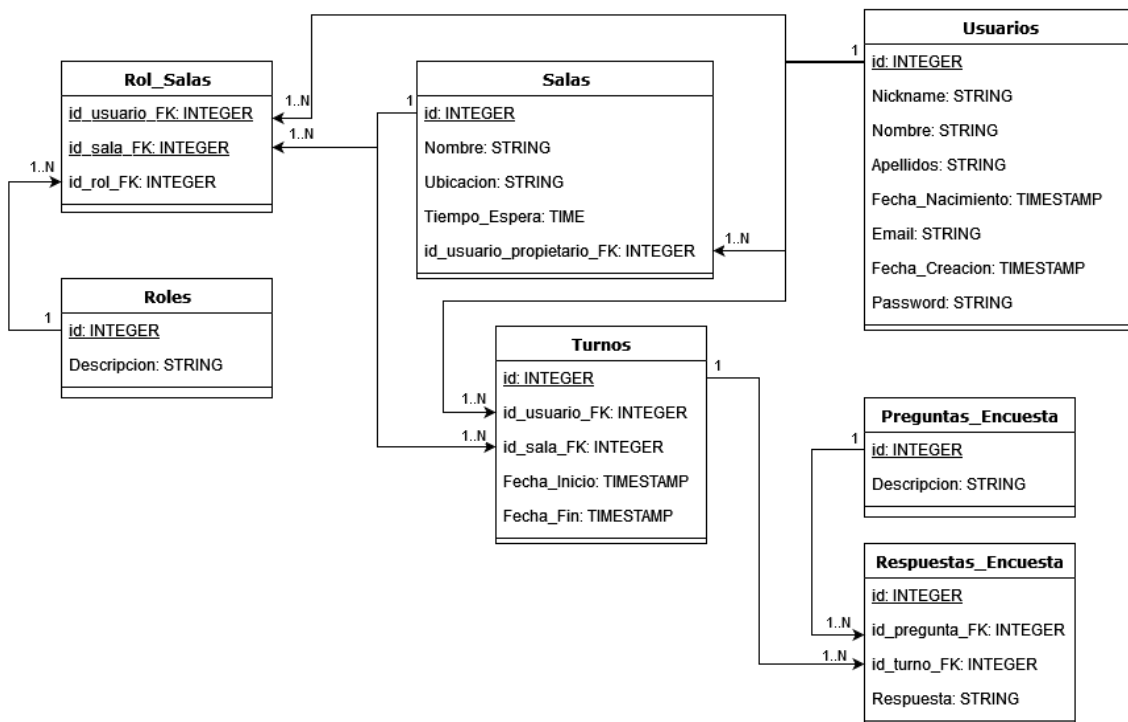 Usuarios
id: INTEGER
Nickname: STRING
Nombre: STRING
Apellidos: STRING
Fecha_Nacimiento: TIMESTAMP
Email: STRING
Fecha_Creacion: TIMESTAMP
Password: STRING
1
Rol_Salas
id_usuario_FK: INTEGER
id_sala_FK: INTEGER
id_rol_FK: INTEGER
1..N
1..N
1..N
Salas
id: INTEGER
Nombre: STRING
Ubicacion: STRING
Tiempo_Espera: TIME
id_usuario_propietario_FK: INTEGER
1
1..N
Roles
id: INTEGER
Descripcion: STRING
1
Turnos
id: INTEGER
id_usuario_FK: INTEGER
id_sala_FK: INTEGER
Fecha_Inicio: TIMESTAMP
Fecha_Fin: TIMESTAMP
1
1..N
1..N
Preguntas_Encuesta
id: INTEGER
Descripcion: STRING
1
Respuestas_Encuesta
id: INTEGER
id_pregunta_FK: INTEGER
id_turno_FK: INTEGER
Respuesta: STRING
1..N
1..N